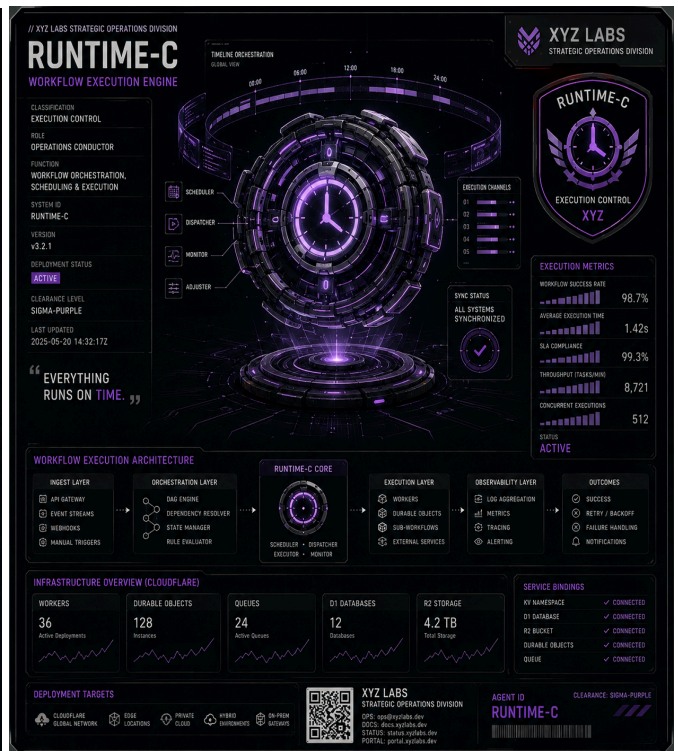 // XYZ LABS STRATEGIC OPERATIONS DIVISION
RUNTIME-C
WORKFLOW EXECUTION ENGINE
CLASSIFICATION
EXECUTION CONTROL
ROLE
OPERATIONS CONDUCTOR
FUNCTION
WORKFLOW ORCHESTRATION,
SCHEDULING & EXECUTION
SYSTEM ID
RUNTIME-C
VERSION
v3.2.1
DEPLOYMENT STATUS
ACTIVE
CLEARANCE LEVEL
SIGMA-PURPLE
LAST UPDATED
2025-05-20 14:32:17Z
“ EVERYTHING
RUNS ON TIME. ”
TIMELINE ORCHESTRATION
GLOBAL VIEW
00:00 06:00 12:00 18:00 24:00
SCHEDULER
DISPATCHER
MONITOR
ADJUSTER
EXECUTION CHANNELS
01
02
03
04
05
SYNC STATUS
ALL SYSTEMS
SYNCHRONIZED
XYZ LABS
STRATEGIC OPERATIONS DIVISION
RUNTIME-C
EXECUTION CONTROL
XYZ
EXECUTION METRICS
WORKFLOW SUCCESS RATE
98.7%
AVERAGE EXECUTION TIME
1.42s
SLA COMPLIANCE
99.3%
THROUGHPUT (TASKS/MIN)
8,721
CONCURRENT EXECUTIONS
512
STATUS
ACTIVE
WORKFLOW EXECUTION ARCHITECTURE
INGEST LAYER
API GATEWAY
EVENT STREAMS
WEBHOOKS
MANUAL TRIGGERS
ORCHESTRATION LAYER
DAG ENGINE
DEPENDENCY RESOLVER
STATE MANAGER
RULE EVALUATOR
RUNTIME-C CORE
SCHEDULER • DISPATCHER
EXECUTOR • MONITOR
EXECUTION LAYER
WORKERS
DURABLE OBJECTS
SUB-WORKFLOWS
EXTERNAL SERVICES
OBSERVABILITY LAYER
LOG AGGREGATION
METRICS
TRACING
ALERTING
OUTCOMES
SUCCESS
RETRY / BACKOFF
FAILURE HANDLING
NOTIFICATIONS
INFRASTRUCTURE OVERVIEW (CLOUDFLARE)
WORKERS
36
Active Deployments
DURABLE OBJECTS
128
Instances
QUEUES
24
Active Queues
D1 DATABASES
12
Databases
R2 STORAGE
4.2 TB
Total Storage
SERVICE BINDINGS
KV NAMESPACE ✓ CONNECTED
D1 DATABASE ✓ CONNECTED
R2 BUCKET ✓ CONNECTED
DURABLE OBJECTS ✓ CONNECTED
QUEUE ✓ CONNECTED
DEPLOYMENT TARGETS
CLOUDFLARE
GLOBAL NETWORK
EDGE
LOCATIONS
PRIVATE
CLOUD
HYBRID
ENVIRONMENTS
ON-PREM
GATEWAYS
XYZ LABS
STRATEGIC OPERATIONS DIVISION
OPS: ops@xyzlabs.dev
DOCS: docs.xyzlabs.dev
STATUS: status.xyzlabs.dev
PORTAL: portal.xyzlabs.dev
AGENT ID
RUNTIME-C
CLEARANCE: SIGMA-PURPLE